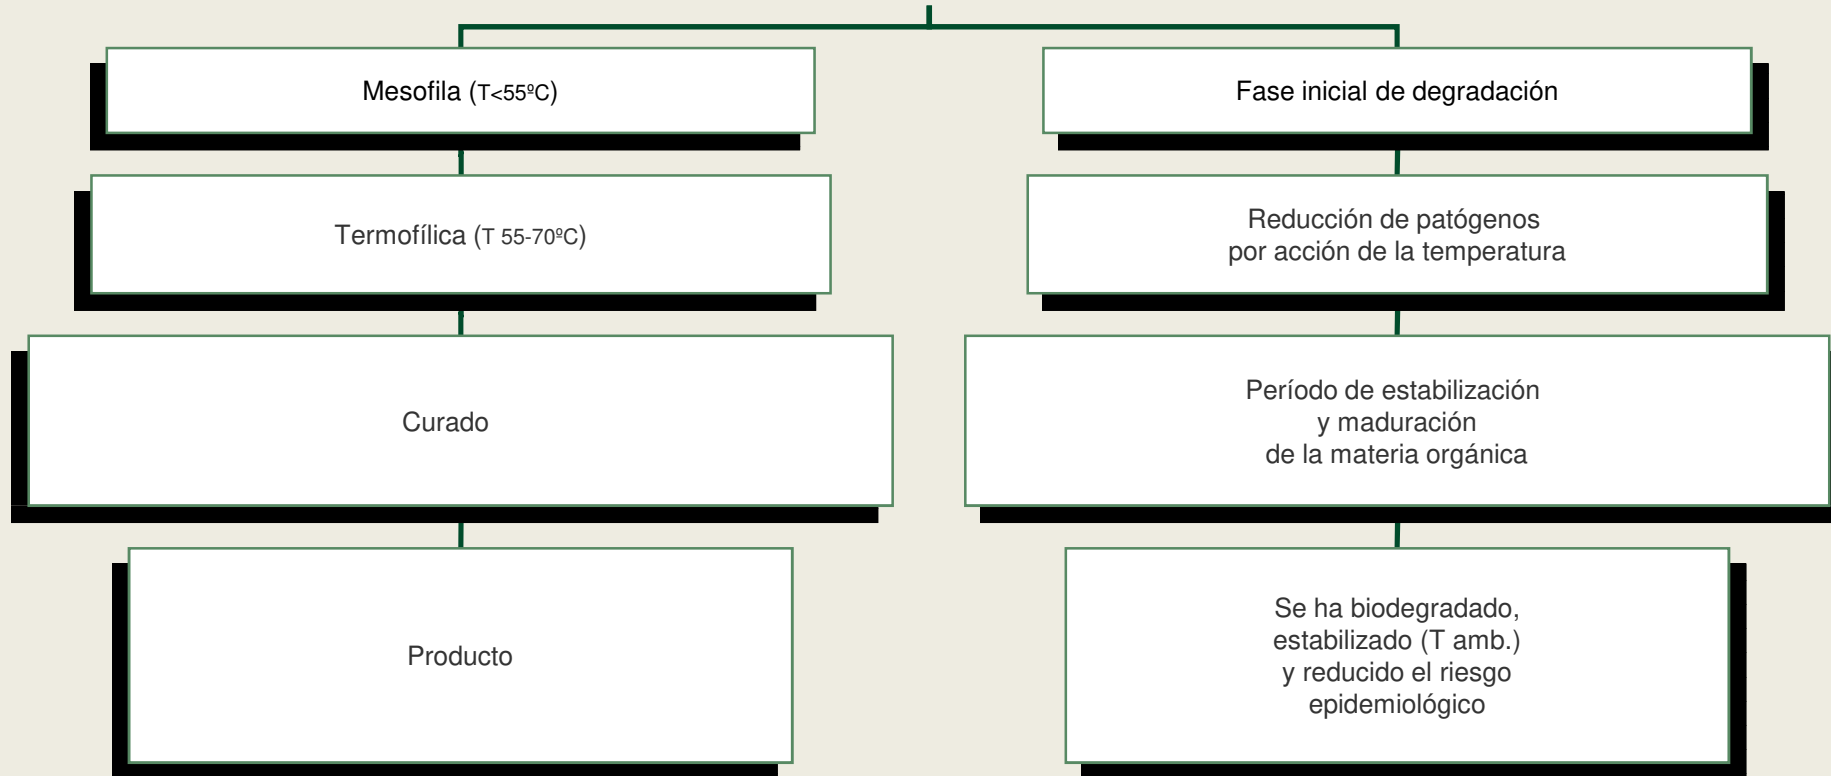 Mesofila (T<55ºC)
Fase inicial de degradación
Termofílica (T 55-70ºC)
Reducción de patógenos
por acción de la temperatura
Curado
Período de estabilización
y maduración
de la materia orgánica
Producto
Se ha biodegradado,
estabilizado (T amb.)
y reducido el riesgo
epidemiológico